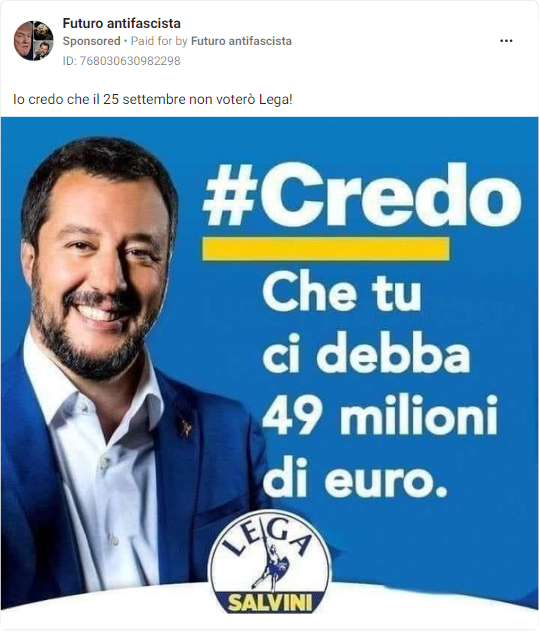 Futuro antifascista
Sponsored • Paid for by Futuro antifascista
ID: 768030630982298
Io credo che il 25 settembre non voterò Lega!
#Credo
Che tu
ci debba
49 milioni
di euro.
LEGA
SALVINI